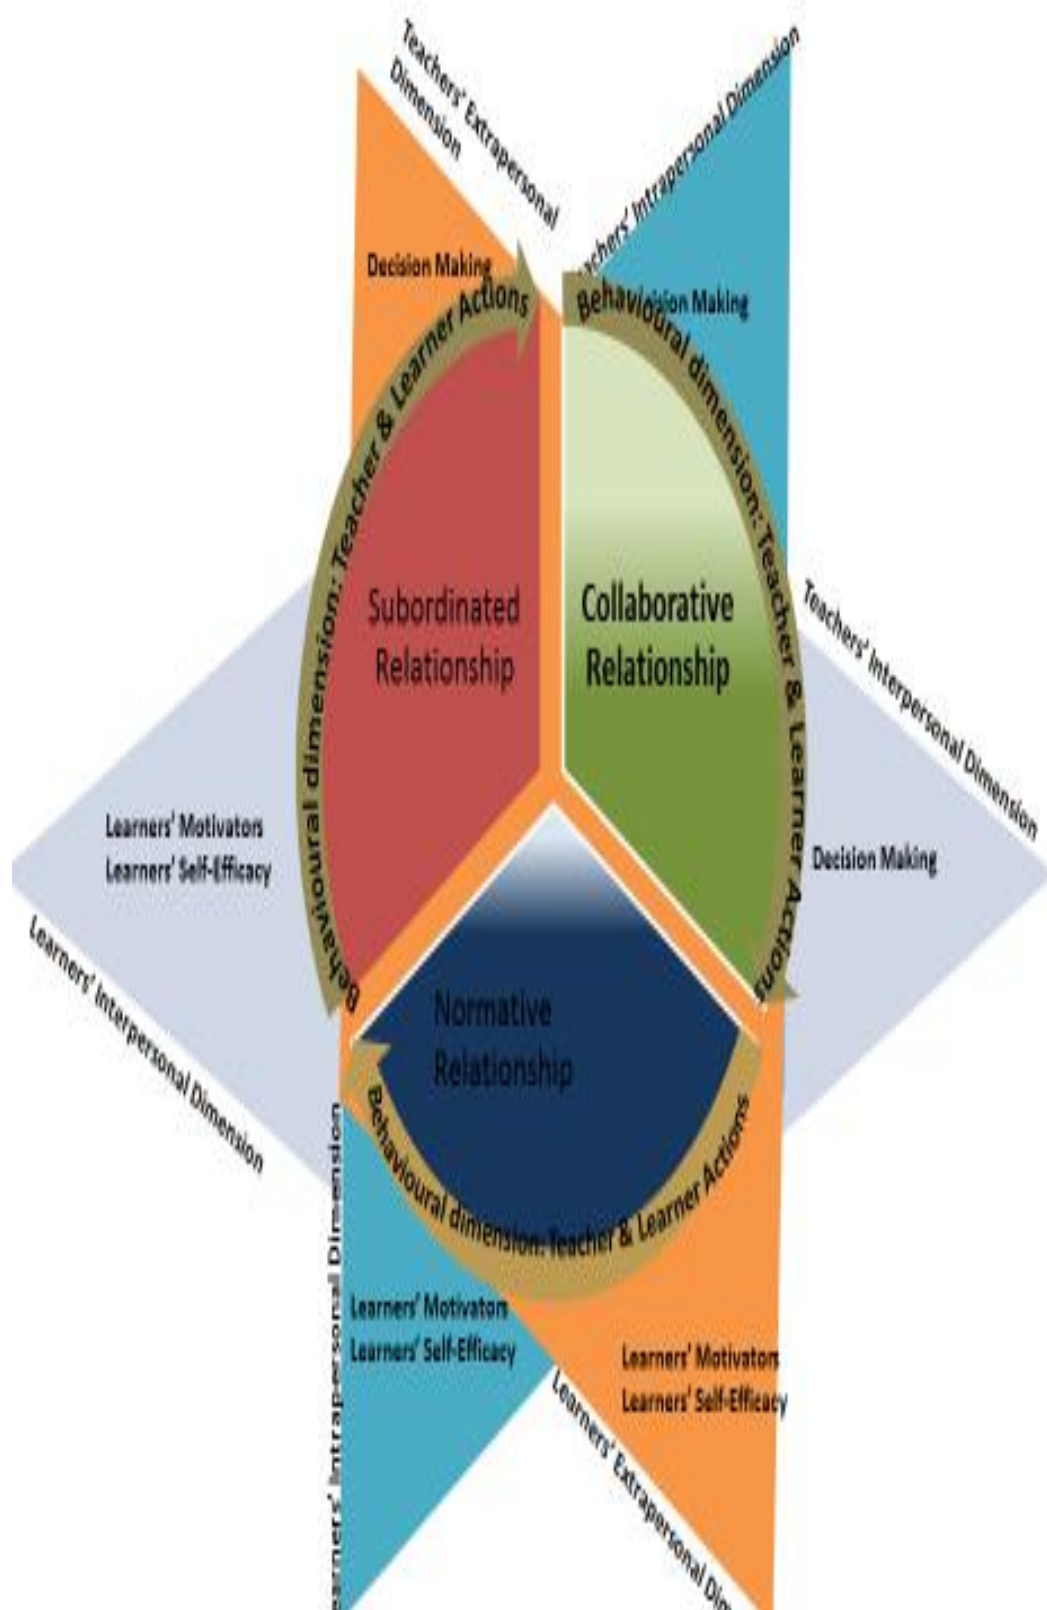 Teachers' Extrapersonal
Dimension
Intrapersonal Dimension
Decision Making
Making
Behavioural dimension: Teacher & Learner Actions
Behavioural dimension: Teacher & Learner Actions
Subordinated
Relationship
Collaborative
Relationship
Teachers' Interpersonal Dimension
Learners' Motivators
Learners' Self-Efficacy
Decision Making
Learners' Interpersonal Dimension
Normative
Relationship
Behavioural dimension: Teacher & Learner Actions
Intrapersonal Dimension
Learners' Motivators
Learners' Self-Efficacy
Learners' Motivators
Learners' Self-Efficacy
Learners' Extrapersonal